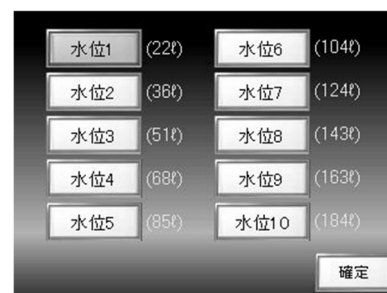 水位1 (22ℓ)
水位2 (36ℓ)
水位3 (51ℓ)
水位4 (68ℓ)
水位5 (85ℓ)
水位6 (104ℓ)
水位7 (124ℓ)
水位8 (143ℓ)
水位9 (163ℓ)
水位10 (184ℓ)
確定